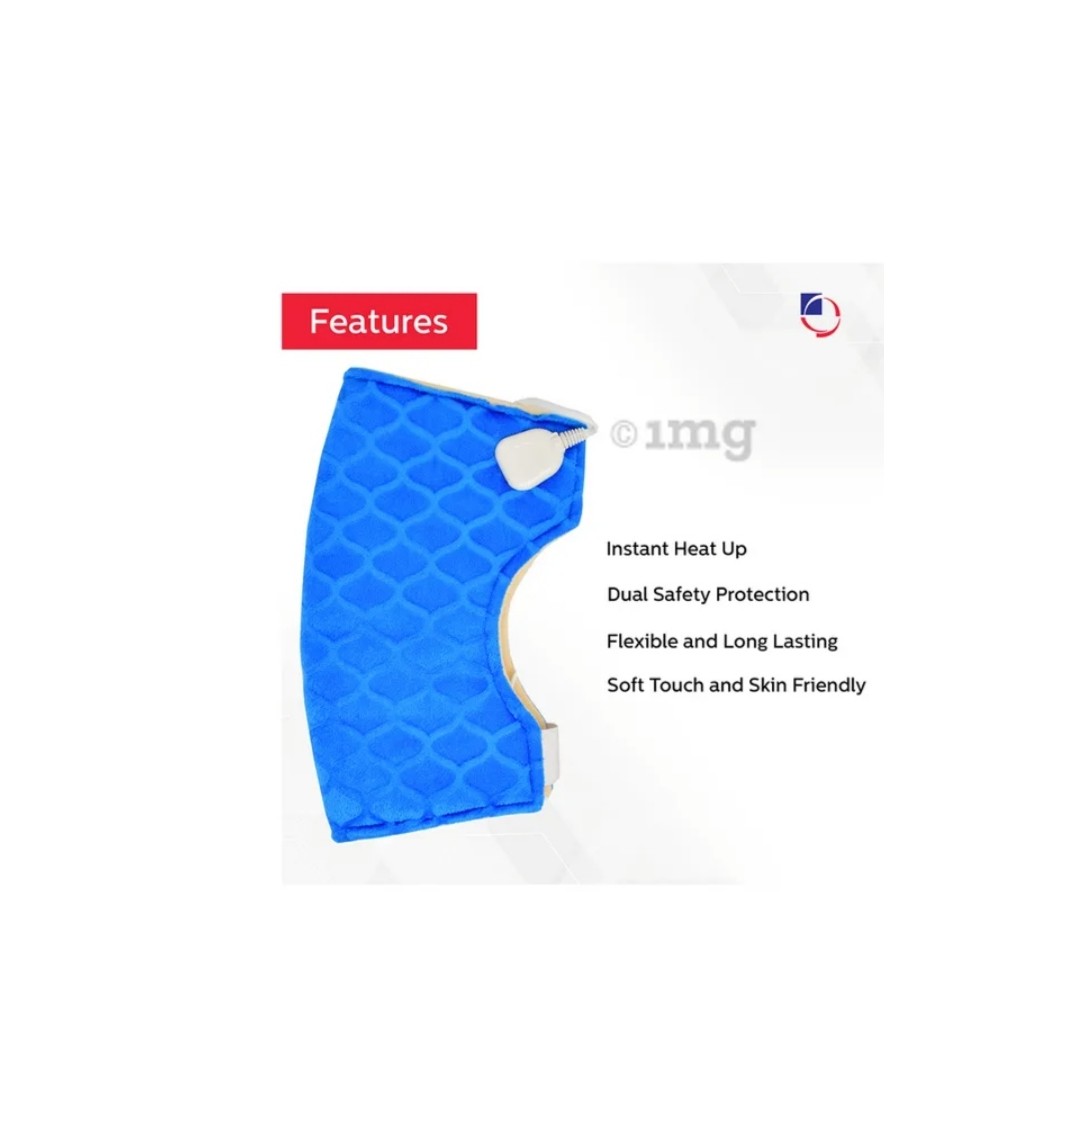 Features
© 1mg
Instant Heat Up
Dual Safety Protection
Flexible and Long Lasting
Soft Touch and Skin Friendly